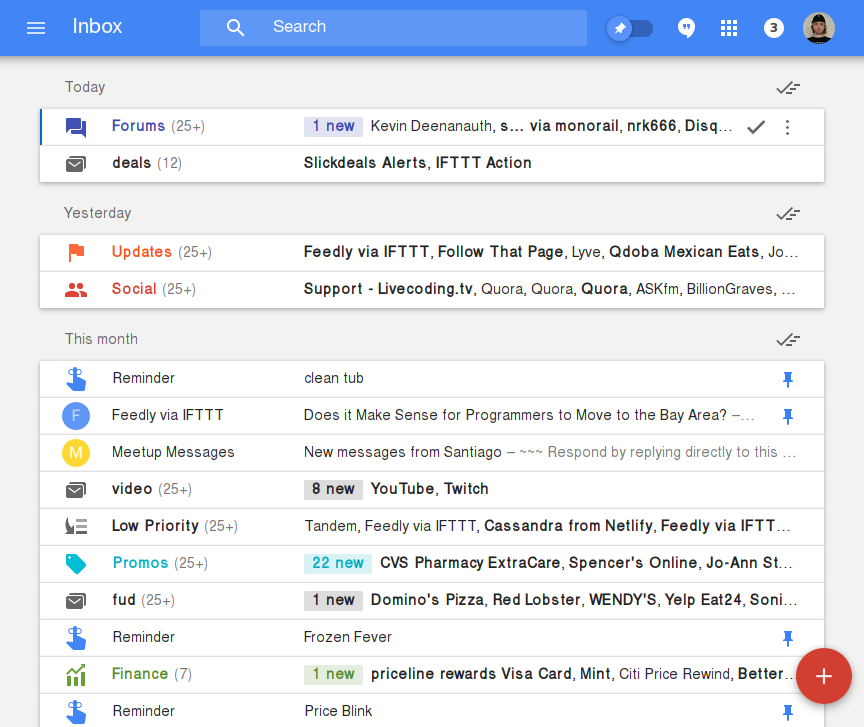 Inbox Search 3
Today
Forums (25+) 1 new Kevin Deenanauth, s... via monorail, nrk666, Disq...
deals (12) Slickdeals Alerts, IFTTT Action
Yesterday
Updates (25+) Feedly via IFTTT, Follow That Page, Lyve, Qdoba Mexican Eats, Jo...
Social (25+) Support - Livecoding.tv, Quora, Quora, Quora, ASKfm, BillionGraves, ...
This month
Reminder clean tub
F Feedly via IFTTT Does it Make Sense for Programmers to Move to the Bay Area? –...
M Meetup Messages New messages from Santiago – ~~~ Respond by replying directly to this ...
video (25+) 8 new YouTube, Twitch
Low Priority (25+) Tandem, Feedly via IFTTT, Cassandra from Netlify, Feedly via IFTT...
Promos (25+) 22 new CVS Pharmacy ExtraCare, Spencer's Online, Jo-Ann St...
fud (25+) 1 new Domino's Pizza, Red Lobster, WENDY'S, Yelp Eat24, Soni...
Reminder Frozen Fever
Finance (7) 1 new priceline rewards Visa Card, Mint, Citi Price Rewind, Better...
Reminder Price Blink